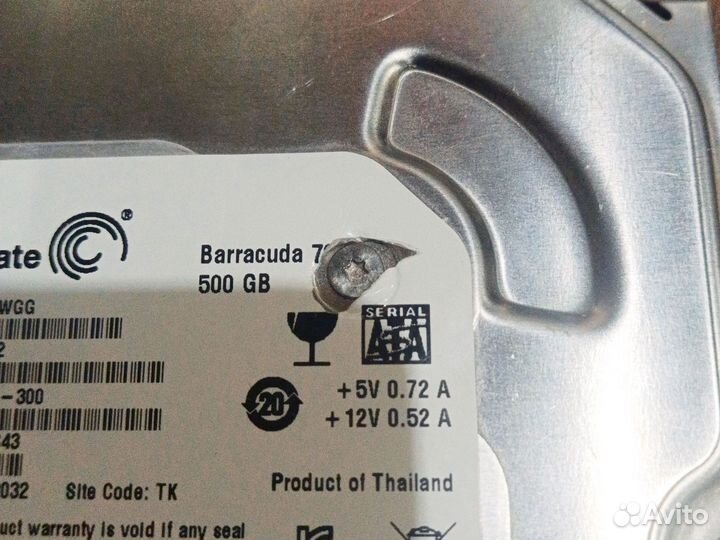 ate ®
Barracuda 7
500 GB
WGG
2
-300
SERIAL
ATA
20
+5V 0.72 A
+12V 0.52 A
43
032 Site Code: TK
Product of Thailand
uct warranty is void if any seal
Avito